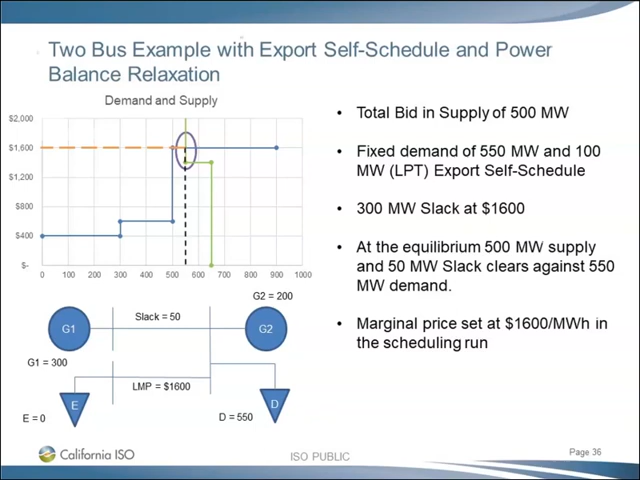 Two Bus Example with Export Self-Schedule and Power
Balance Relaxation
Demand and Supply
$2,000
$1,600
$1,200
$800
$400
$-
0 100 200 300 400 500 600 700 800 900 1000
• Total Bid in Supply of 500 MW
• Fixed demand of 550 MW and 100
MW (LPT) Export Self-Schedule
• 300 MW Slack at $1600
• At the equilibrium 500 MW supply
and 50 MW Slack clears against 550
MW demand.
• Marginal price set at $1600/MWh in
the scheduling run
G2 = 200
Slack = 50
G1
G2
G1 = 300
LMP = $1600
E
D
E = 0
D = 550
California ISO
ISO PUBLIC
Page 36